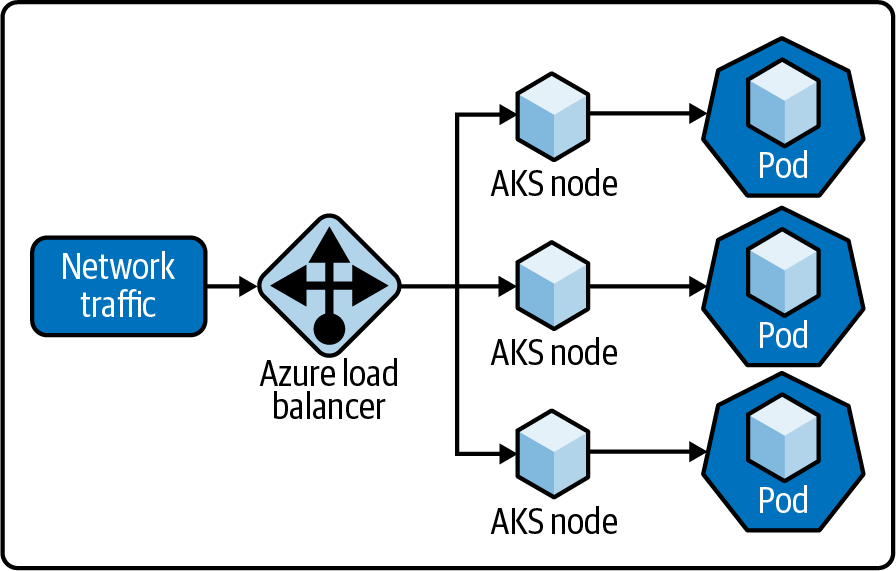 Network
traffic
Azure load
balancer
AKS node
Pod
AKS node
Pod
AKS node
Pod